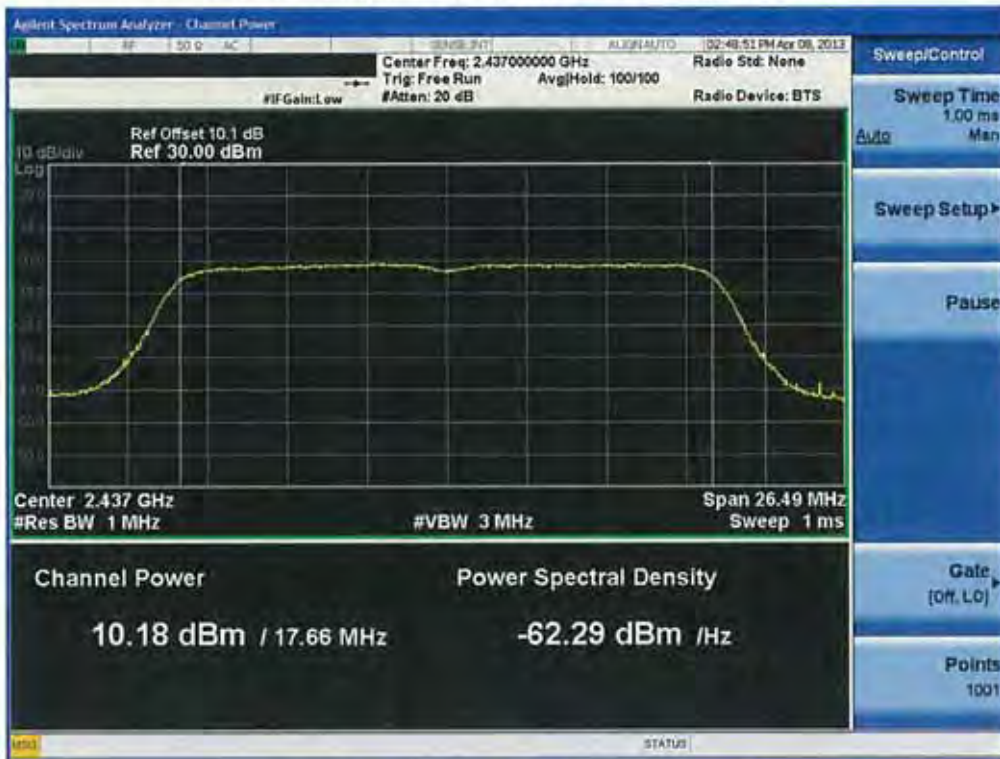 Agilent Spectrum Analyzer - Channel Power
RF 50 Ω AC SENSE:INT ALIGNAUTO 02:48:51 PM Apr 08, 2013
Center Freq: 2.437000000 GHz Radio Std: None
Trig: Free Run Avg|Hold: 100/100
#IFGain:Low #Atten: 20 dB Radio Device: BTS
Ref Offset 10.1 dB
10 dB/div Ref 30.00 dBm
Log
Center 2.437 GHz Span 26.49 MHz
#Res BW 1 MHz #VBW 3 MHz Sweep 1 ms
Channel Power Power Spectral Density
10.18 dBm / 17.66 MHz -62.29 dBm /Hz
MSG STATUS
Sweep/Control
Sweep Time
1.00 ms
Auto Man
Sweep Setup
Pause
Gate
[Off, LO]
Points
1001